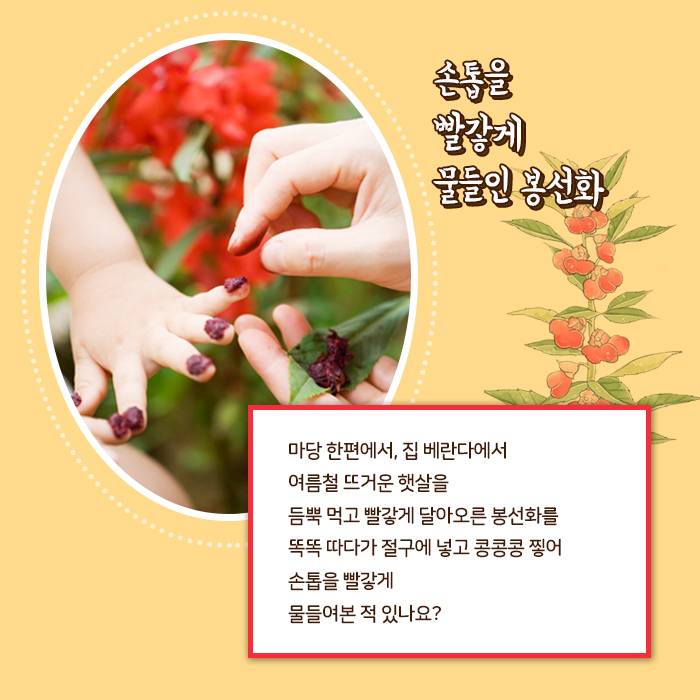 손톱을
빨갛게
물들인 봉선화
마당 한편에서, 집 베란다에서
여름철 뜨거운 햇살을
듬뿍 먹고 빨갛게 달아오른 봉선화를
똑똑 따다가 절구에 넣고 콩콩콩 찧어
손톱을 빨갛게
물들여본 적 있나요?